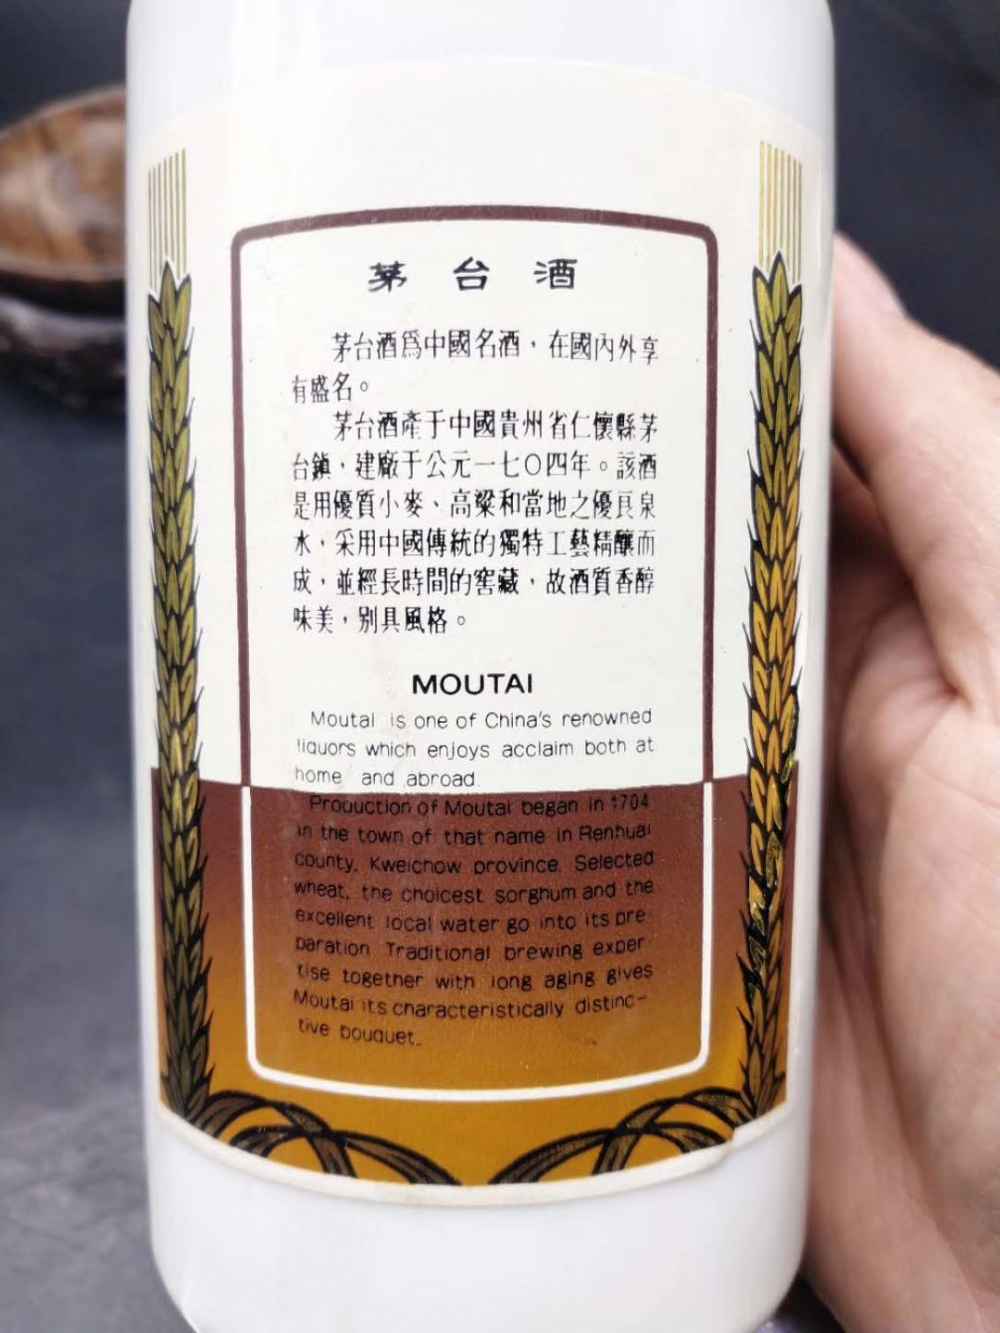 茅台酒
茅台酒爲中國名酒，在國內外享
有盛名。
茅台酒產于中國貴州省仁懷縣茅
台鎮，建廠于公元一七〇四年。該酒
是用優質小麥、高粱和當地之優良泉
水，采用中國傳統的獨特工藝精釀而
成，並經長時間的窖藏，故酒質香醇
味美，別具風格。
MOUTAI
Moutai is one of China's renowned
liquors which enjoys acclaim both at
home and abroad.
Production of Moutai began in 1704
in the town of that name in Renhuai
county, Kweichow province. Selected
wheat, the choicest sorghum and the
excellent local water go into its pre-
paration Traditional brewing exper-
tise together with long aging gives
Moutai its characteristically distinc-
tive bouquet.